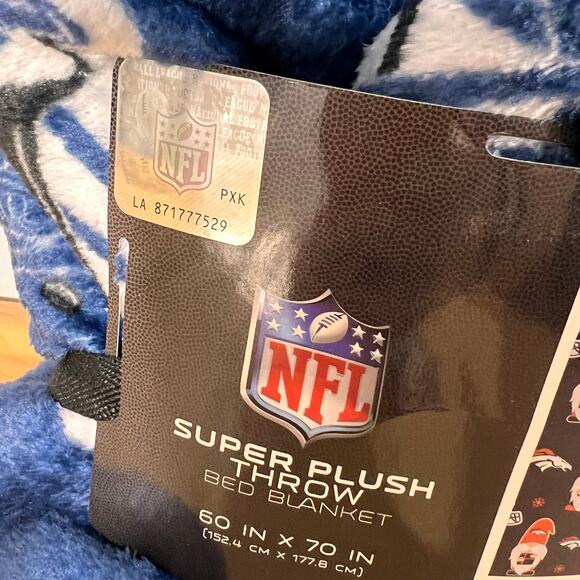 NFL
PXK
LA 871777529
NFL
SUPER PLUSH
THROW
BED BLANKET
60 IN X 70 IN
(152.4 CM X 177.8 CM)